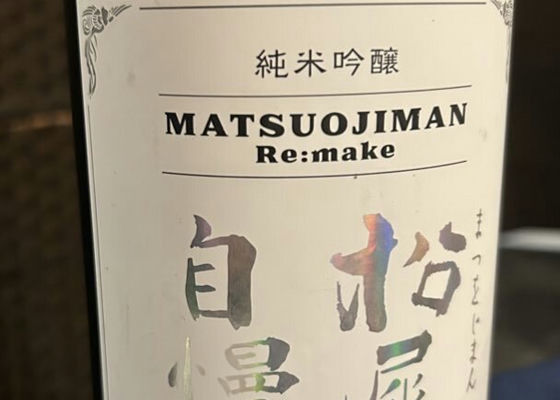 純米吟醸
MATSUOJIMAN
Re:make
まつをじまん
松尾
自慢